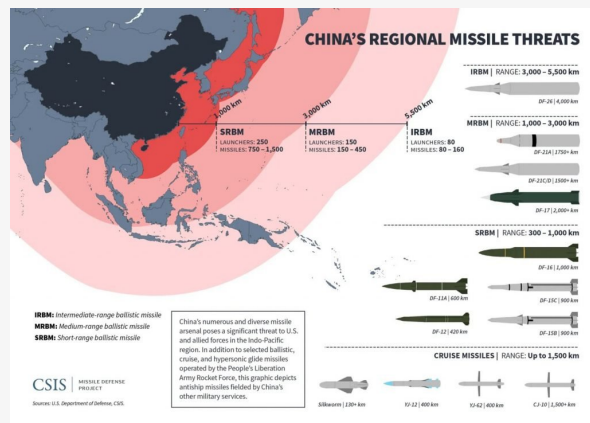 CHINA'S REGIONAL MISSILE THREATS
1,000 km
3,000 km
5,500 km
SRBM
LAUNCHERS: 250
MISSILES: 750 – 1,500
MRBM
LAUNCHERS: 150
MISSILES: 150 – 450
IRBM
LAUNCHERS: 80
MISSILES: 80 – 160
IRBM | RANGE: 3,000 – 5,500 km
DF-26 | 4,000 km
MRBM | RANGE: 1,000 – 3,000 km
DF-21A | 1750+ km
DF-21C/D | 1500+ km
DF-17 | 2,000+ km
SRBM | RANGE: 300 – 1,000 km
DF-16 | 1,000 km
DF-11A | 600 km
DF-15C | 900 km
DF-12 | 420 km
DF-15B | 900 km
CRUISE MISSILES | RANGE: Up to 1,500 km
Silkworm | 130+ km
YJ-12 | 400 km
YJ-62 | 400 km
CJ-10 | 1,500+ km
IRBM: Intermediate-range ballistic missile
MRBM: Medium-range ballistic missile
SRBM: Short-range ballistic missile
China's numerous and diverse missile
arsenal poses a significant threat to U.S.
and allied forces in the Indo-Pacific
region. In addition to selected ballistic,
cruise, and hypersonic glide missiles
operated by the People's Liberation
Army Rocket Force, this graphic depicts
antiship missiles fielded by China's
other military services.
CSIS | MISSILE DEFENSE
PROJECT
Sources: U.S. Department of Defense, CSIS.